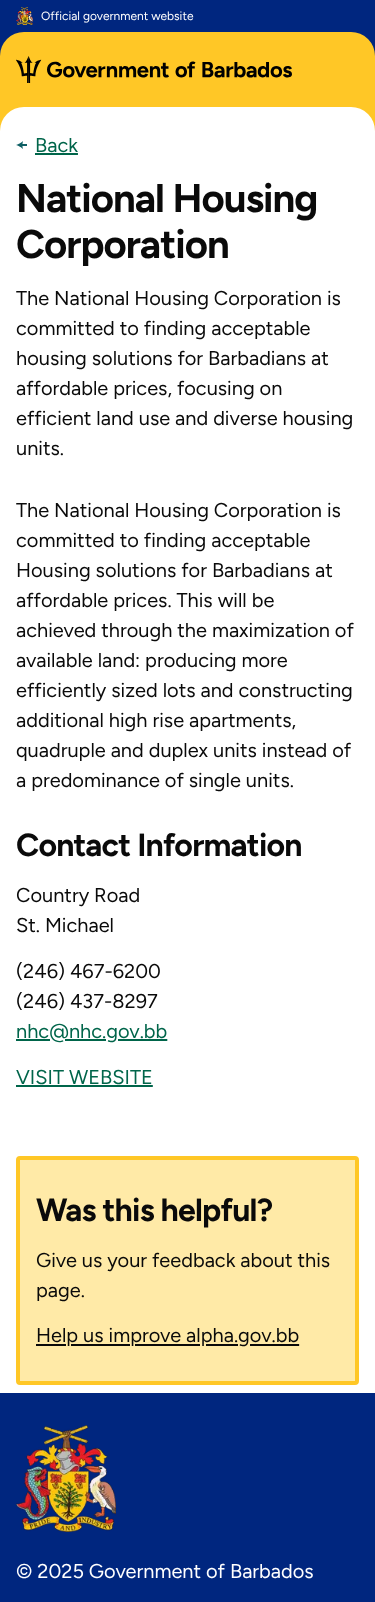 Official government website
Government of Barbados
Back
National Housing
Corporation
The National Housing Corporation is
committed to finding acceptable
housing solutions for Barbadians at
affordable prices, focusing on
efficient land use and diverse housing
units.
The National Housing Corporation is
committed to finding acceptable
Housing solutions for Barbadians at
affordable prices. This will be
achieved through the maximization of
available land: producing more
efficiently sized lots and constructing
additional high rise apartments,
quadruple and duplex units instead of
a predominance of single units.
Contact Information
Country Road
St. Michael
(246) 467-6200
(246) 437-8297
nhc@nhc.gov.bb
VISIT WEBSITE
Was this helpful?
Give us your feedback about this
page.
Help us improve alpha.gov.bb
PRIDE AND INDUSTRY
© 2025 Government of Barbados